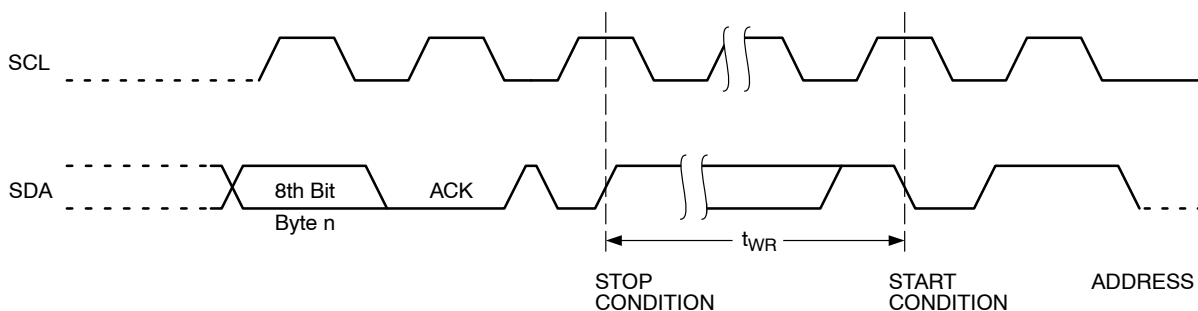 SCL
SDA
8th Bit
Byte n
ACK
tWR
STOP
CONDITION
START
CONDITION
ADDRESS